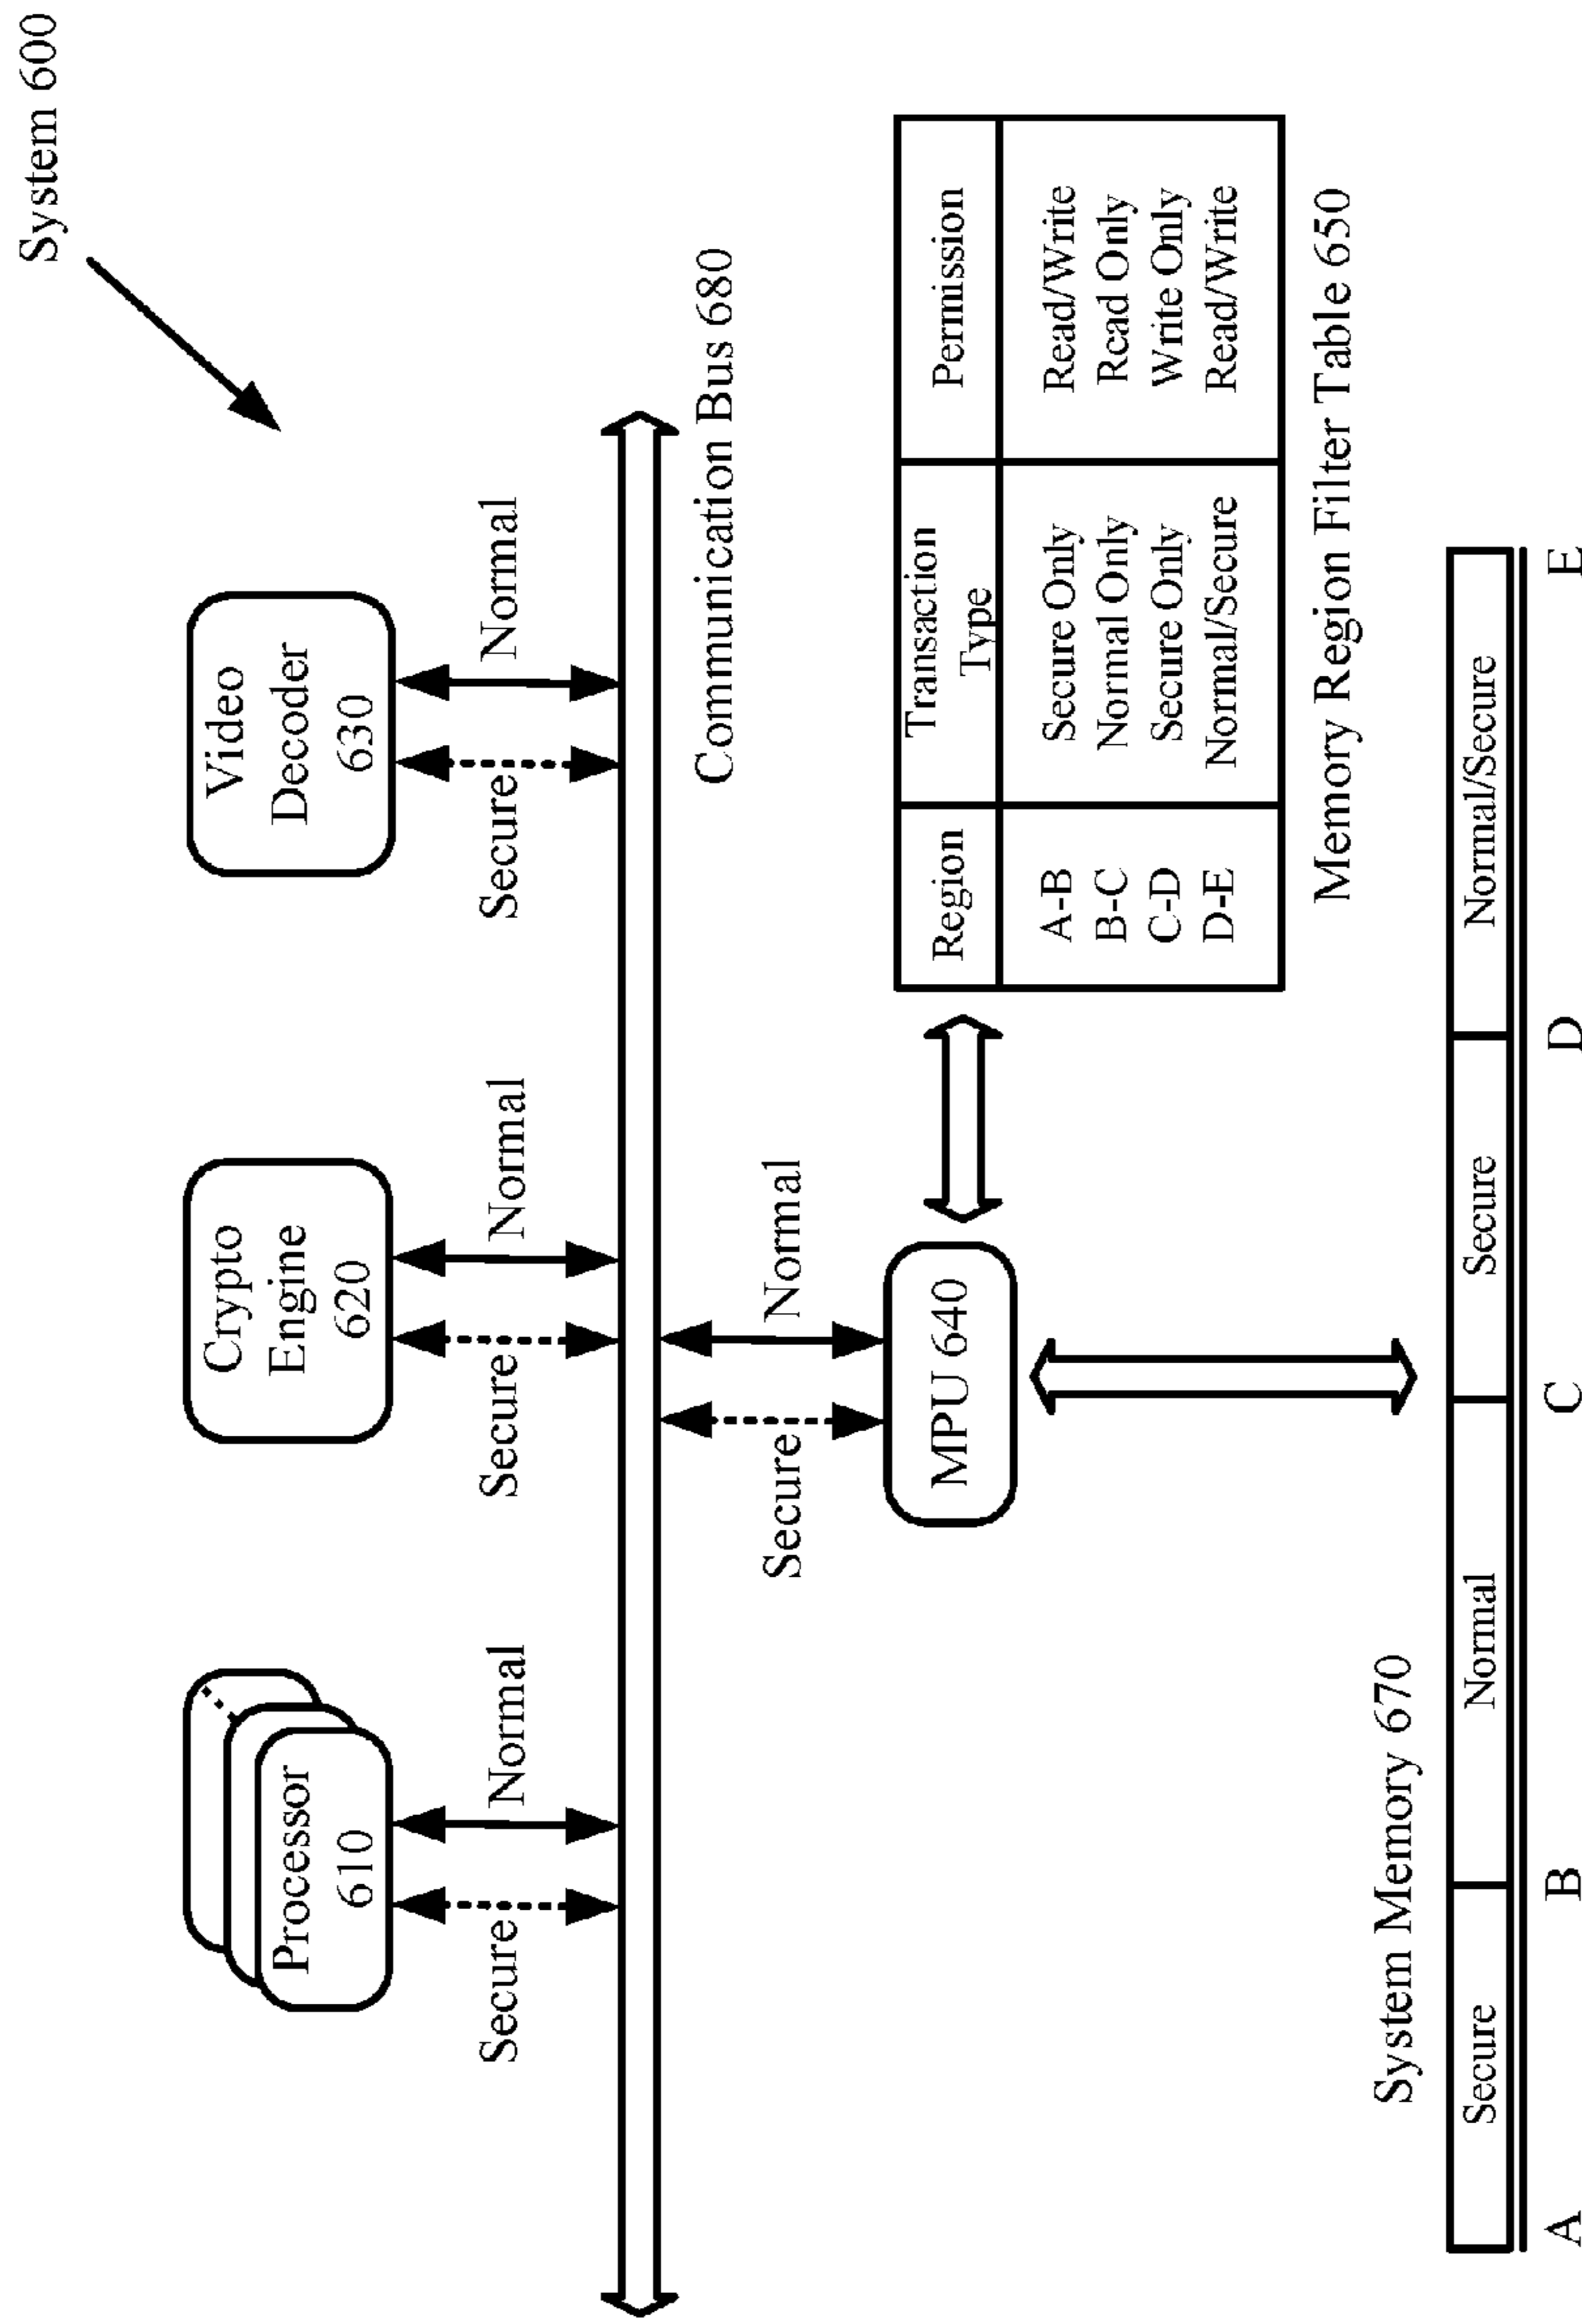 System 600
Processor
610
Crypto
Engine
620
Video
Decoder
630
Secure
Normal
Secure
Normal
Secure
Normal
Communication Bus 680
Secure
Normal
MPU 640
Region
Transaction
Type
Permission
A-B
Secure Only
Read/Write
B-C
Normal Only
Read Only
C-D
Secure Only
Write Only
D-E
Normal/Secure
Read/Write
Memory Region Filter Table 650
System Memory 670
Secure
Normal
Secure
Normal/Secure
A
B
C
D
E